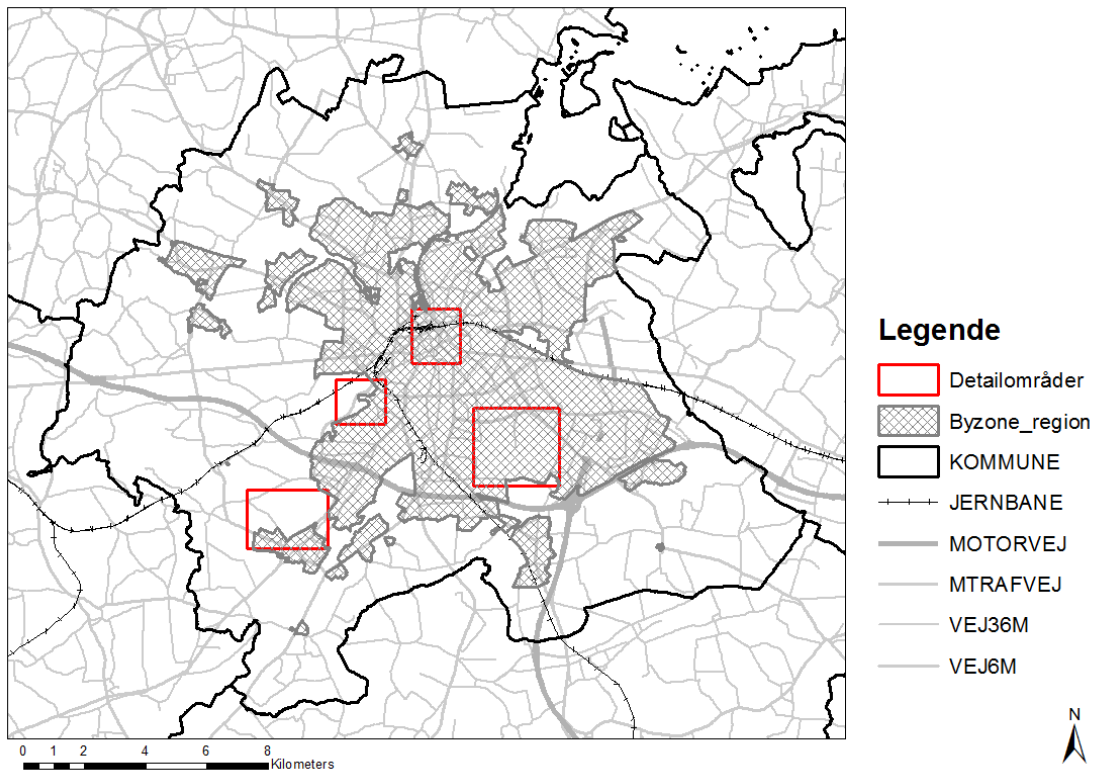 Legende
Detailområder
Byzone_region
KOMMUNE
JERNBANE
MOTORVEJ
MTRAFVEJ
VEJ36M
VEJ6M
N
0 1 2 4 6 8
Kilometers